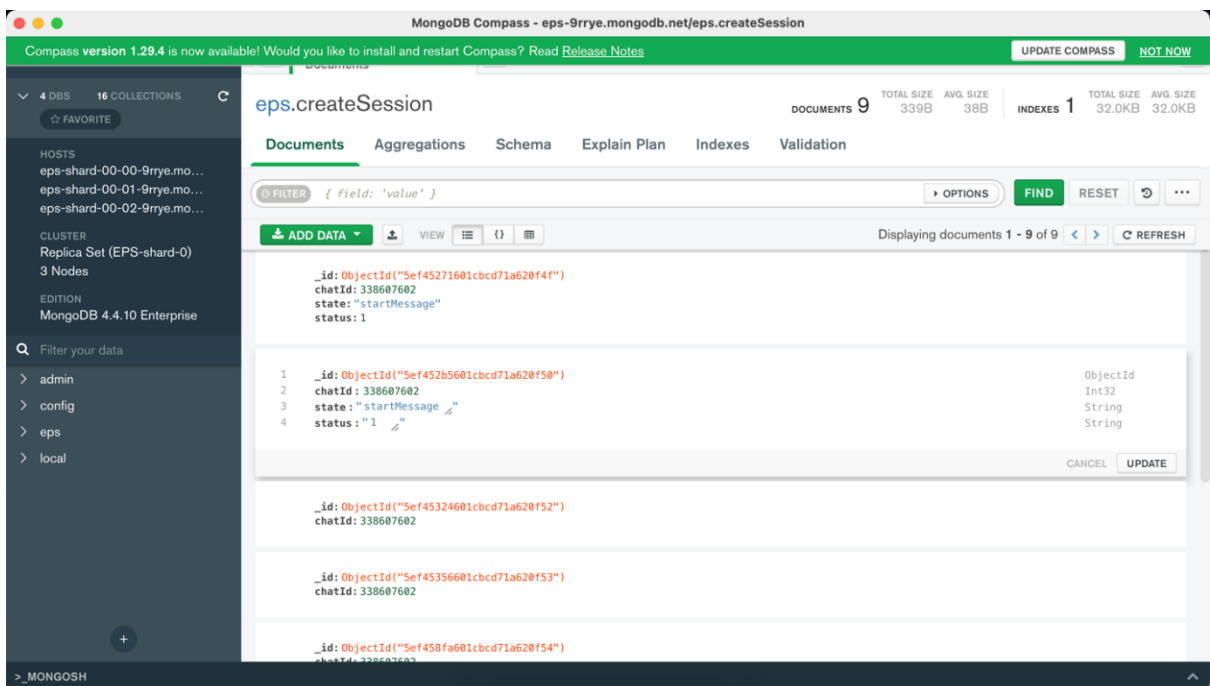 MongoDB Compass - eps-9rrye.mongodb.net/eps.createSession
Compass version 1.29.4 is now available! Would you like to install and restart Compass? Read Release Notes
UPDATE COMPASS
NOT NOW
Documents
4 DBS 16 COLLECTIONS
FAVORITE
HOSTS
eps-shard-00-00-9rrye.mo...
eps-shard-00-01-9rrye.mo...
eps-shard-00-02-9rrye.mo...
CLUSTER
Replica Set (EPS-shard-0)
3 Nodes
EDITION
MongoDB 4.4.10 Enterprise
Filter your data
admin
config
eps
local
eps.createSession
DOCUMENTS 9 TOTAL SIZE 339B AVG. SIZE 38B
INDEXES 1 TOTAL SIZE 32.0KB AVG. SIZE 32.0KB
Documents Aggregations Schema Explain Plan Indexes Validation
FILTER { field: 'value' } OPTIONS FIND RESET ...
ADD DATA VIEW {} Displaying documents 1 - 9 of 9 < > REFRESH
_id: ObjectId("5ef45271601cbcd71a620f4f")
chatId: 338607602
state: "startMessage"
status: 1
1 _id: ObjectId("5ef452b5601cbcd71a620f50") ObjectId
2 chatId : 338607602 Int32
3 state : "startMessage " String
4 status : "1 " String
CANCEL UPDATE
_id: ObjectId("5ef45324601cbcd71a620f52")
chatId: 338607602
_id: ObjectId("5ef45356601cbcd71a620f53")
chatId: 338607602
_id: ObjectId("5ef458fa601cbcd71a620f54")
chatId: 338607602
+
>_MONGOSH